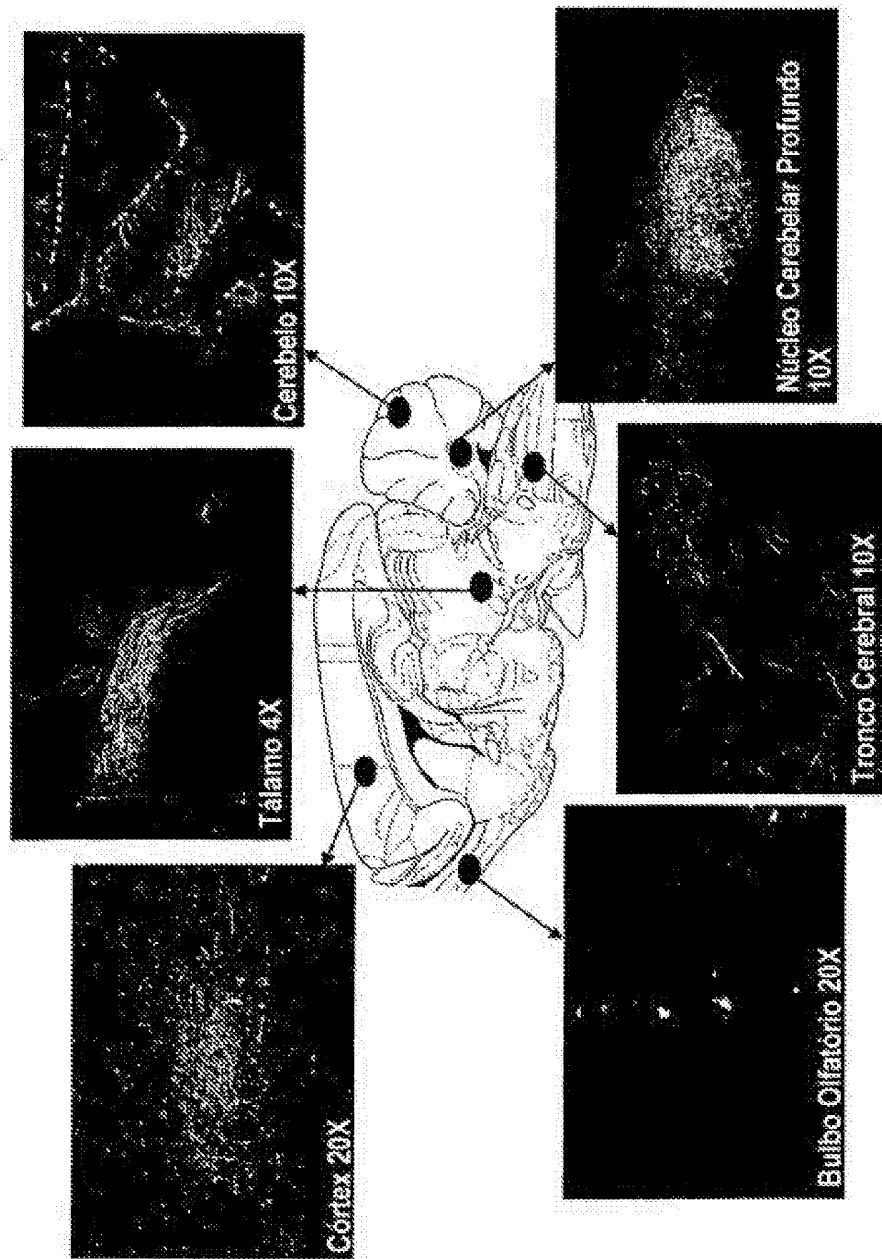 Córtex 20X
Tálamo 4X
Cerebelo 10X
Bulbo Olfatório 20X
Tronco Cerebral 10X
Núcleo Cerebelar Profundo
10X